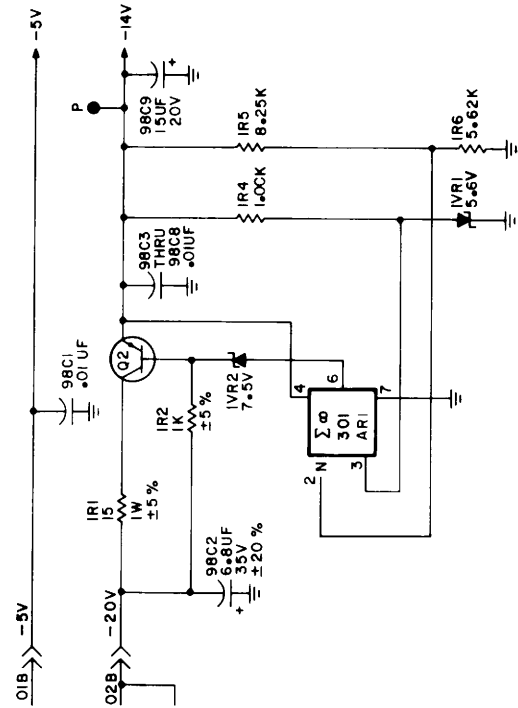 01B
-5V
-5V
98C1
.01UF
02B
-20V
1R1
15
1W
±5%
Q2
P
-14V
98C9
15UF
20V
+
98C3
THRU
98C8
.01UF
1R2
1K
±5%
1VR2
7.5V
98C2
6.8UF
35V
±20%
+
1R5
8.25K
1R4
1.0CK
1R6
5.62K
1VR1
5.6V
4
6
Σ∞
301
AR1
2 N
3
7